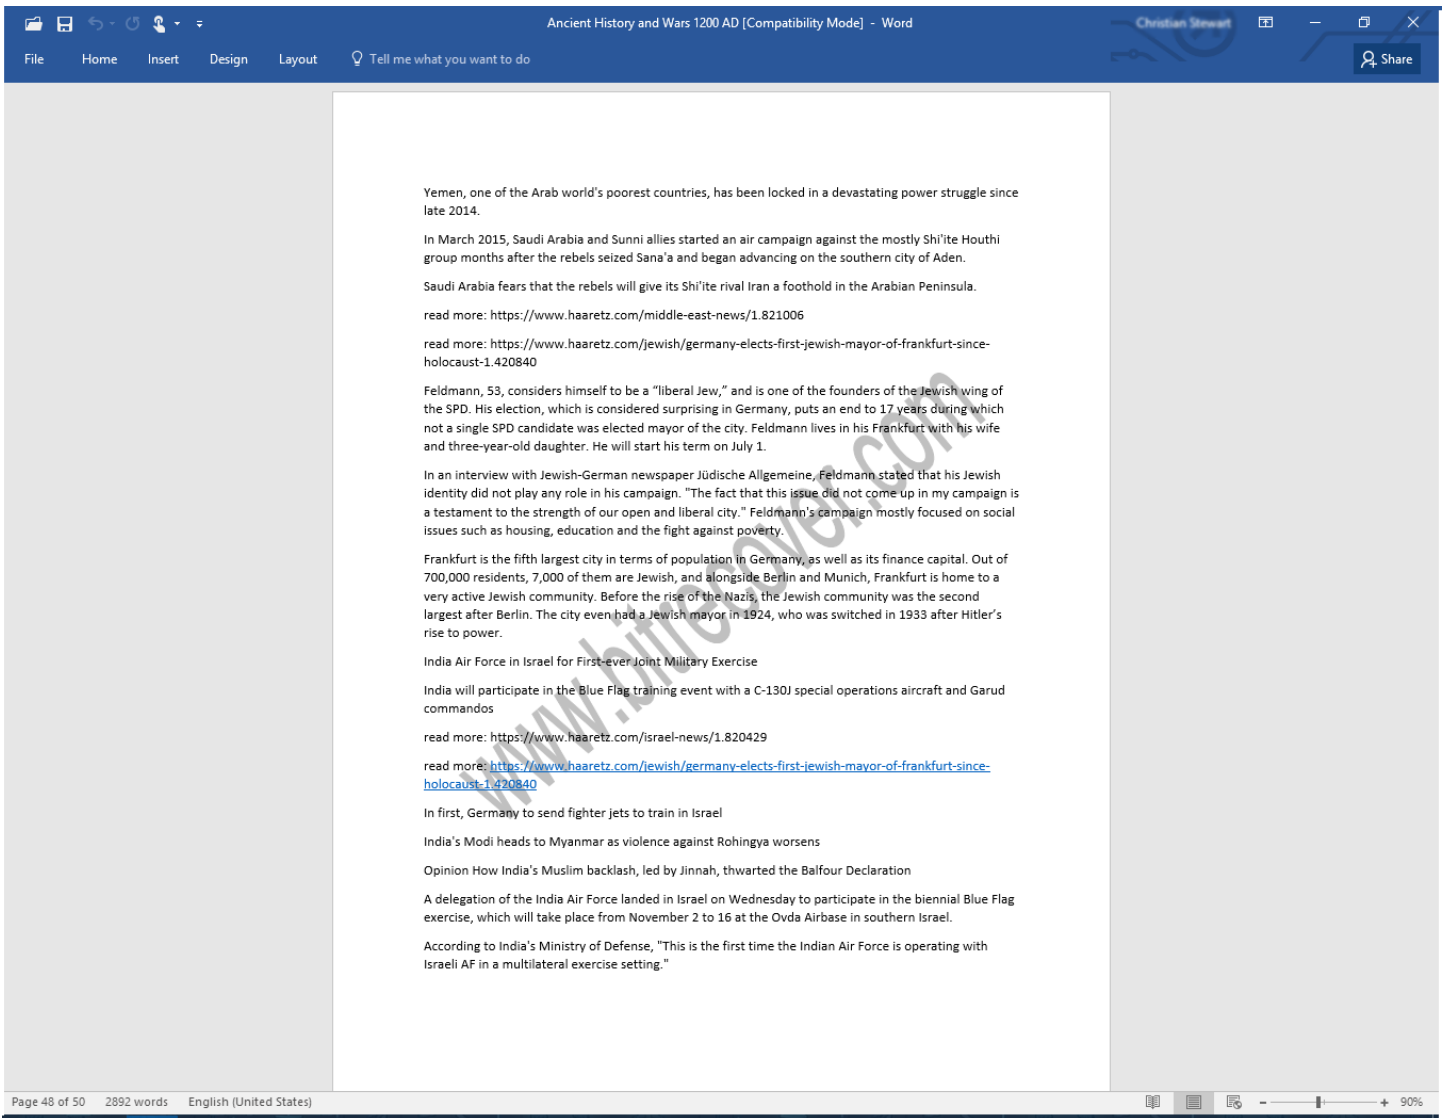 Ancient History and Wars 1200 AD [Compatibility Mode] - Word
Christian Stewart
File Home Insert Design Layout Tell me what you want to do
Share
Yemen, one of the Arab world's poorest countries, has been locked in a devastating power struggle since
late 2014.
In March 2015, Saudi Arabia and Sunni allies started an air campaign against the mostly Shi'ite Houthi
group months after the rebels seized Sana'a and began advancing on the southern city of Aden.
Saudi Arabia fears that the rebels will give its Shi'ite rival Iran a foothold in the Arabian Peninsula.
read more: https://www.haaretz.com/middle-east-news/1.821006
read more: https://www.haaretz.com/jewish/germany-elects-first-jewish-mayor-of-frankfurt-since-
holocaust-1.420840
Feldmann, 53, considers himself to be a “liberal Jew,” and is one of the founders of the Jewish wing of
the SPD. His election, which is considered surprising in Germany, puts an end to 17 years during which
not a single SPD candidate was elected mayor of the city. Feldmann lives in his Frankfurt with his wife
and three-year-old daughter. He will start his term on July 1.
In an interview with Jewish-German newspaper Jüdische Allgemeine, Feldmann stated that his Jewish
identity did not play any role in his campaign. "The fact that this issue did not come up in my campaign is
a testament to the strength of our open and liberal city." Feldmann's campaign mostly focused on social
issues such as housing, education and the fight against poverty.
Frankfurt is the fifth largest city in terms of population in Germany, as well as its finance capital. Out of
700,000 residents, 7,000 of them are Jewish, and alongside Berlin and Munich, Frankfurt is home to a
very active Jewish community. Before the rise of the Nazis, the Jewish community was the second
largest after Berlin. The city even had a Jewish mayor in 1924, who was switched in 1933 after Hitler’s
rise to power.
India Air Force in Israel for First-ever Joint Military Exercise
India will participate in the Blue Flag training event with a C-130J special operations aircraft and Garud
commandos
read more: https://www.haaretz.com/israel-news/1.820429
read more: https://www.haaretz.com/jewish/germany-elects-first-jewish-mayor-of-frankfurt-since-
holocaust-1.420840
In first, Germany to send fighter jets to train in Israel
India's Modi heads to Myanmar as violence against Rohingya worsens
Opinion How India's Muslim backlash, led by Jinnah, thwarted the Balfour Declaration
A delegation of the India Air Force landed in Israel on Wednesday to participate in the biennial Blue Flag
exercise, which will take place from November 2 to 16 at the Ovda Airbase in southern Israel.
According to India's Ministry of Defense, "This is the first time the Indian Air Force is operating with
Israeli AF in a multilateral exercise setting."
www.bitrecover.com
Page 48 of 50 2892 words English (United States)
90%